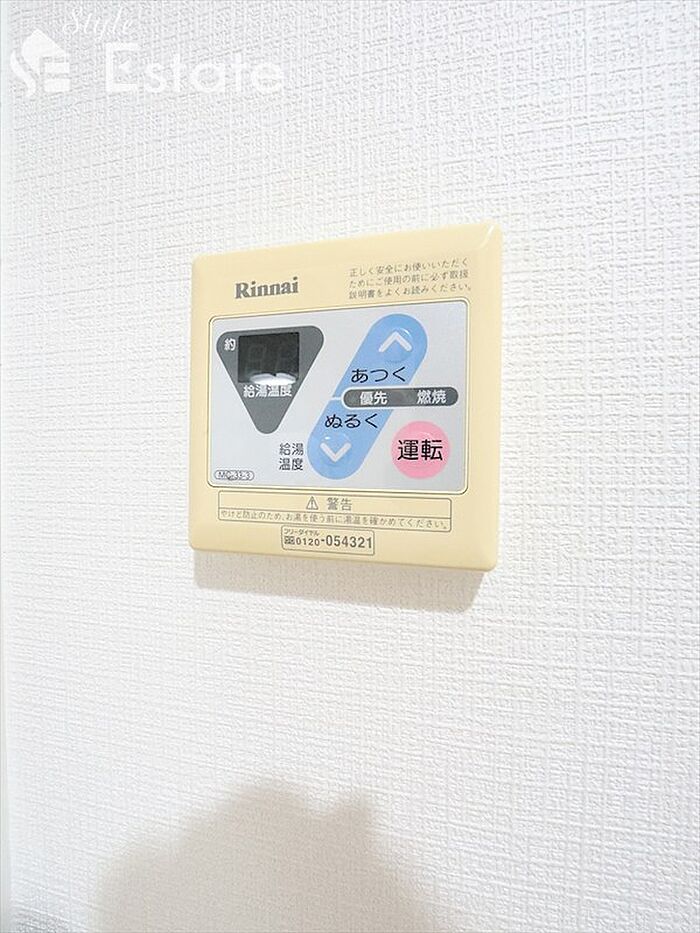 Style
Estate
Rinnai
正しく安全にお使いいただく
ためにご使用の前に必ず取扱
説明書をよくお読みください。
約
給湯温度
あつく
優先 燃焼
ぬるく
給湯
温度
運転
MC-33-3
⚠ 警告
やけど防止のため、お湯を使う前に湯温を確かめてください。
フリーダイヤル
0120-054321